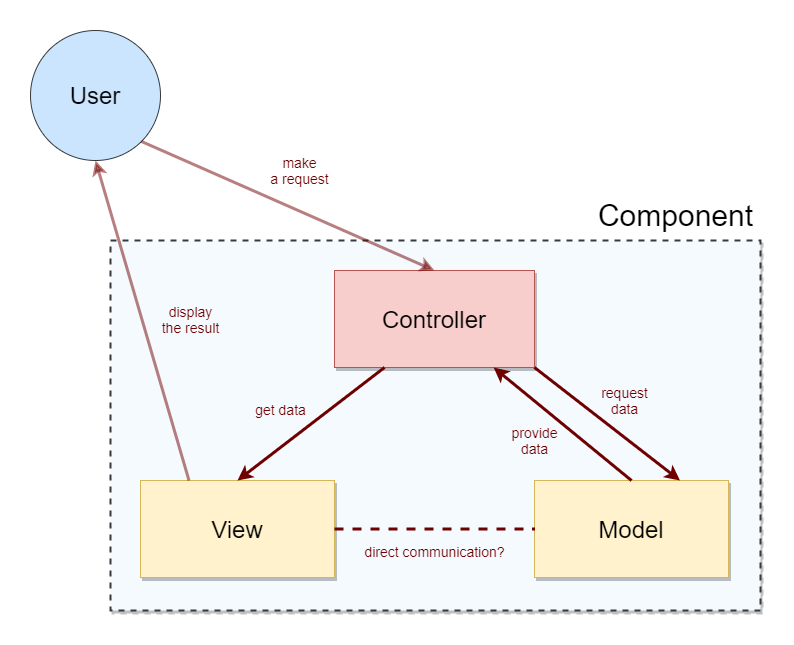 User
make
a request
Component
display
the result
Controller
get data
request
data
provide
data
View
Model
direct communication?